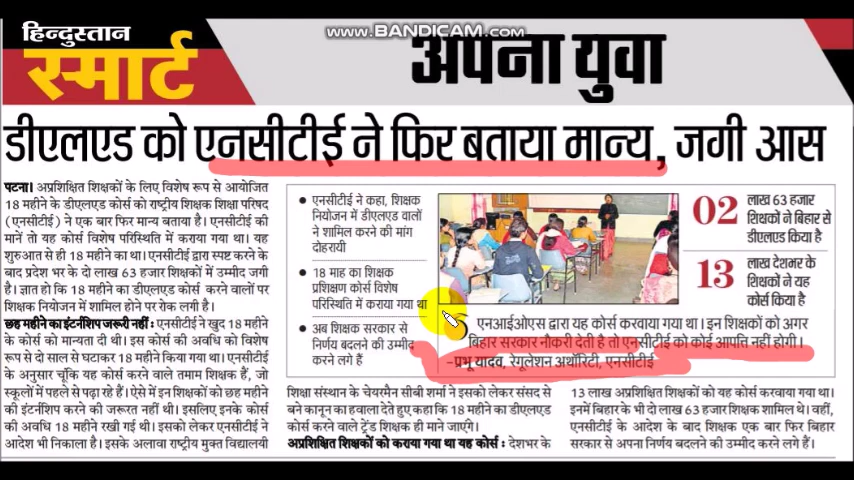 हिन्दुस्तान
स्मार्ट
www.BANDICAM.com
अपना युवा
डीएलएड को एनसीटीई ने फिर बताया मान्य, जगी आस
पटना। अप्रशिक्षित शिक्षकों के लिए विशेष रूप से आयोजित
18 महीने के डीएलएड कोर्स को राष्ट्रीय शिक्षक शिक्षा परिषद
(एनसीटीई) ने एक बार फिर मान्य बताया है। एनसीटीई की
मानें तो यह कोर्स विशेष परिस्थिति में कराया गया था। यह
शुरुआत से ही 18 महीने का था। एनसीटीई द्वारा स्पष्ट करने के
बाद प्रदेश भर के दो लाख 63 हजार शिक्षकों में उम्मीद जगी
है। ज्ञात हो कि 18 महीने का डीएलएड कोर्स करने वालों पर
शिक्षक नियोजन में शामिल होने पर रोक लगी है।
छह महीने का इंटर्नशिप जरूरी नहीं: एनसीटीई ने खुद 18 महीने
के कोर्स को मान्यता दी थी। इस कोर्स की अवधि को विशेष
रूप से दो साल से घटाकर 18 महीने किया गया था। एनसीटीई
के अनुसार चूंकि यह कोर्स करने वाले तमाम शिक्षक हैं, जो
स्कूलों में पहले से पढ़ा रहे हैं। ऐसे में इन शिक्षकों को छह महीने
की इंटर्नशिप करने की जरूरत नहीं थी। इसलिए इनके कोर्स
की अवधि 18 महीने रखी गई थी। इसको लेकर एनसीटीई ने
आदेश भी निकाला है। इसके अलावा राष्ट्रीय मुक्त विद्यालयी
• एनसीटीई ने कहा, शिक्षक
नियोजन में डीएलएड वालों
ने शामिल करने की मांग
दोहरायी
• 18 माह का शिक्षक
प्रशिक्षण कोर्स विशेष
परिस्थिति में कराया गया था
• अब शिक्षक सरकार से
निर्णय बदलने की उम्मीद
करने लगे हैं
02 लाख 63 हजार
शिक्षकों ने बिहार से
डीएलएड किया है
13 लाख देशभर के
शिक्षकों ने यह
कोर्स किया है
एनआईओएस द्वारा यह कोर्स करवाया गया था। इन शिक्षकों को अगर
बिहार सरकार नौकरी देती है तो एनसीटीई को कोई आपत्ति नहीं होगी।
-प्रभु यादव, रेगूलेशन अथॉरिटी, एनसीटीई
शिक्षा संस्थान के चेयरमैन सीबी शर्मा ने इसको लेकर संसद से
बने कानून का हवाला देते हुए कहा कि 18 महीने का डीएलएड
कोर्स करने वाले ट्रेंड शिक्षक ही माने जाएंगे।
अप्रशिक्षित शिक्षकों को कराया गया था यह कोर्स : देशभर के
13 लाख अप्रशिक्षित शिक्षकों को यह कोर्स करवाया गया था।
इनमें बिहार के भी दो लाख 63 हजार शिक्षक शामिल थे। वहीं,
एनसीटीई के आदेश के बाद शिक्षक एक बार फिर बिहार
सरकार से अपना निर्णय बदलने की उम्मीद करने लगे हैं।